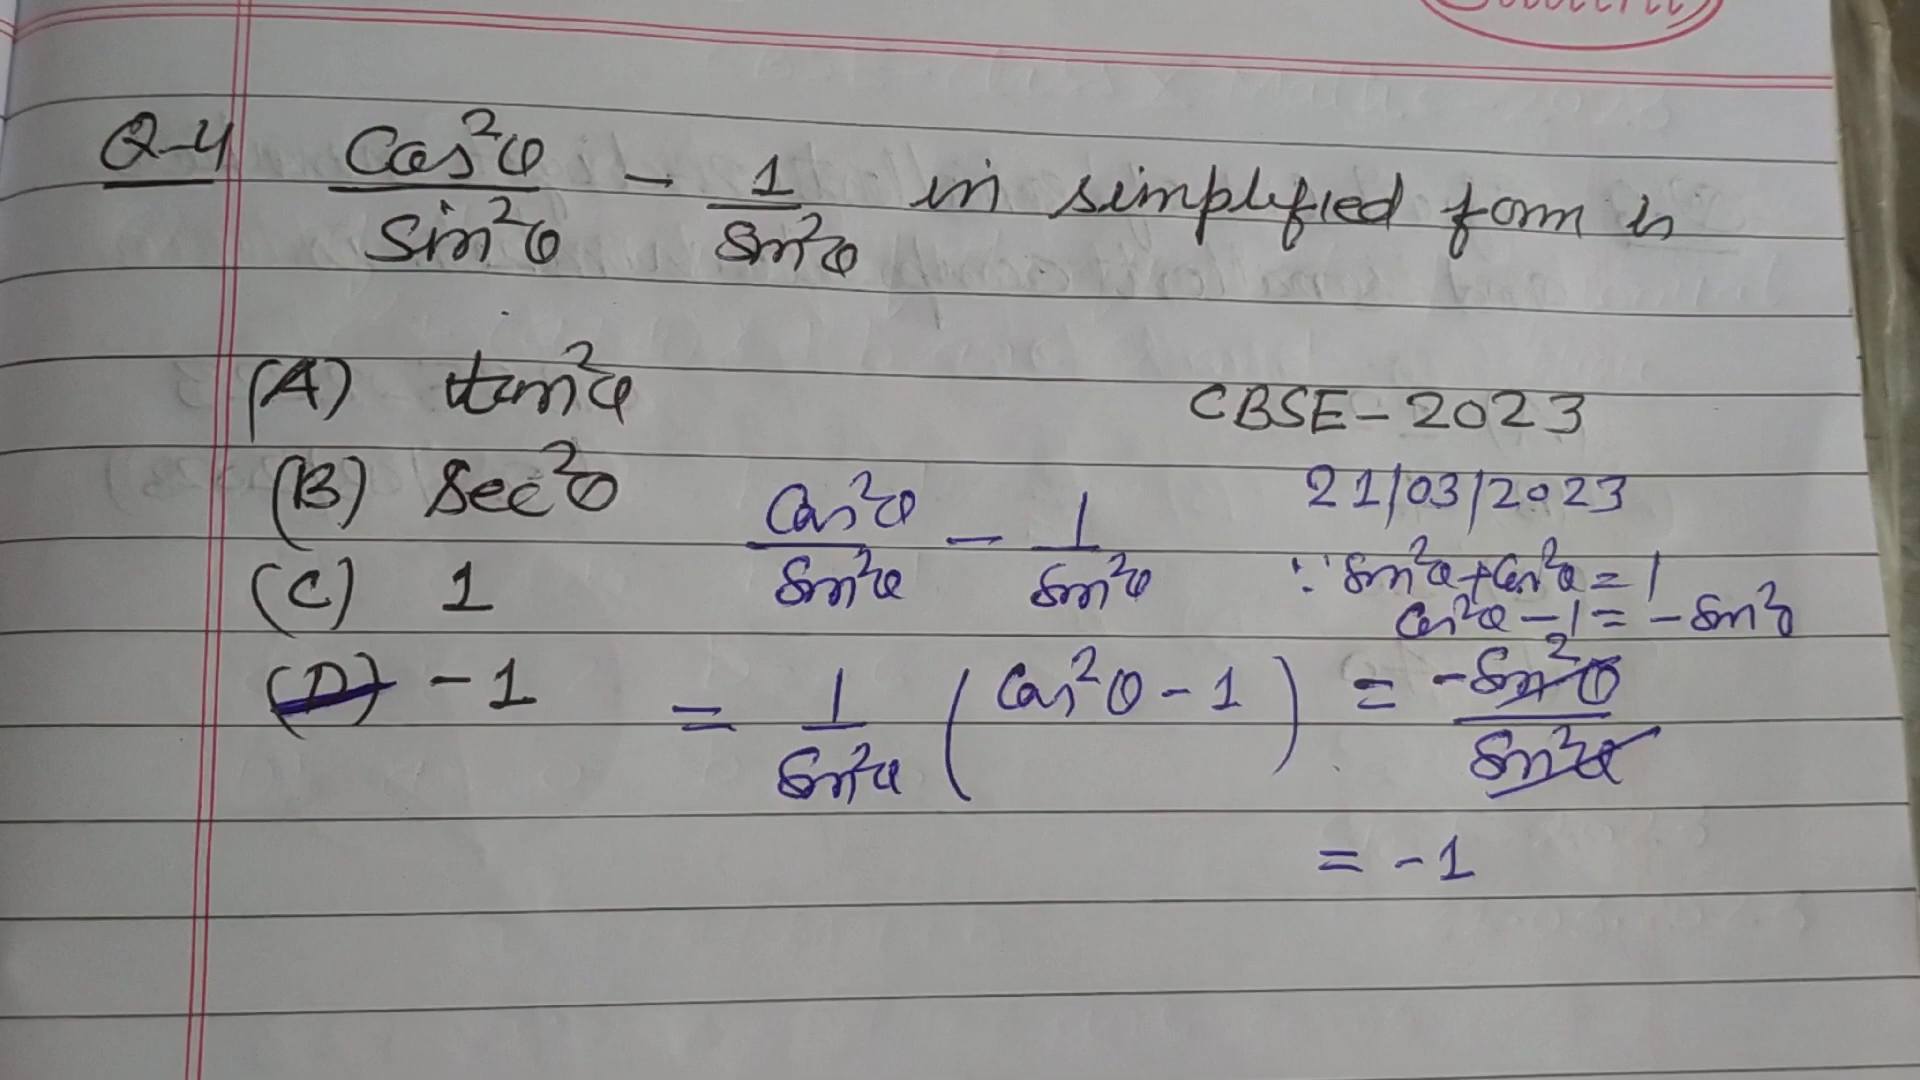 Q-4 Cos²θ/Sin²θ - 1/Sin²θ in simplified form is
(A) tan²θ
CBSE-2023
(B) Sec²θ
21/03/2023
(C) 1
Cos²θ/Sin²θ - 1/Sin²θ
∵ Sin²θ+Cos²θ=1
Cos²θ-1=-Sin²θ
(D) -1
= 1/Sin²θ (Cos²θ-1) = -Sin²θ/Sin²θ
= -1